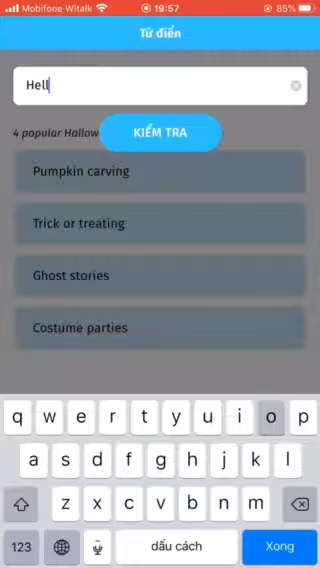 Mobifone Witalk 19:57 85%
Từ điển
Hell
4 popular Hallow
KIỂM TRA
Pumpkin carving
Trick or treating
Ghost stories
Costume parties
q w e r t y u i o p
a s d f g h j k l
z x c v b n m
123 dấu cách Xong